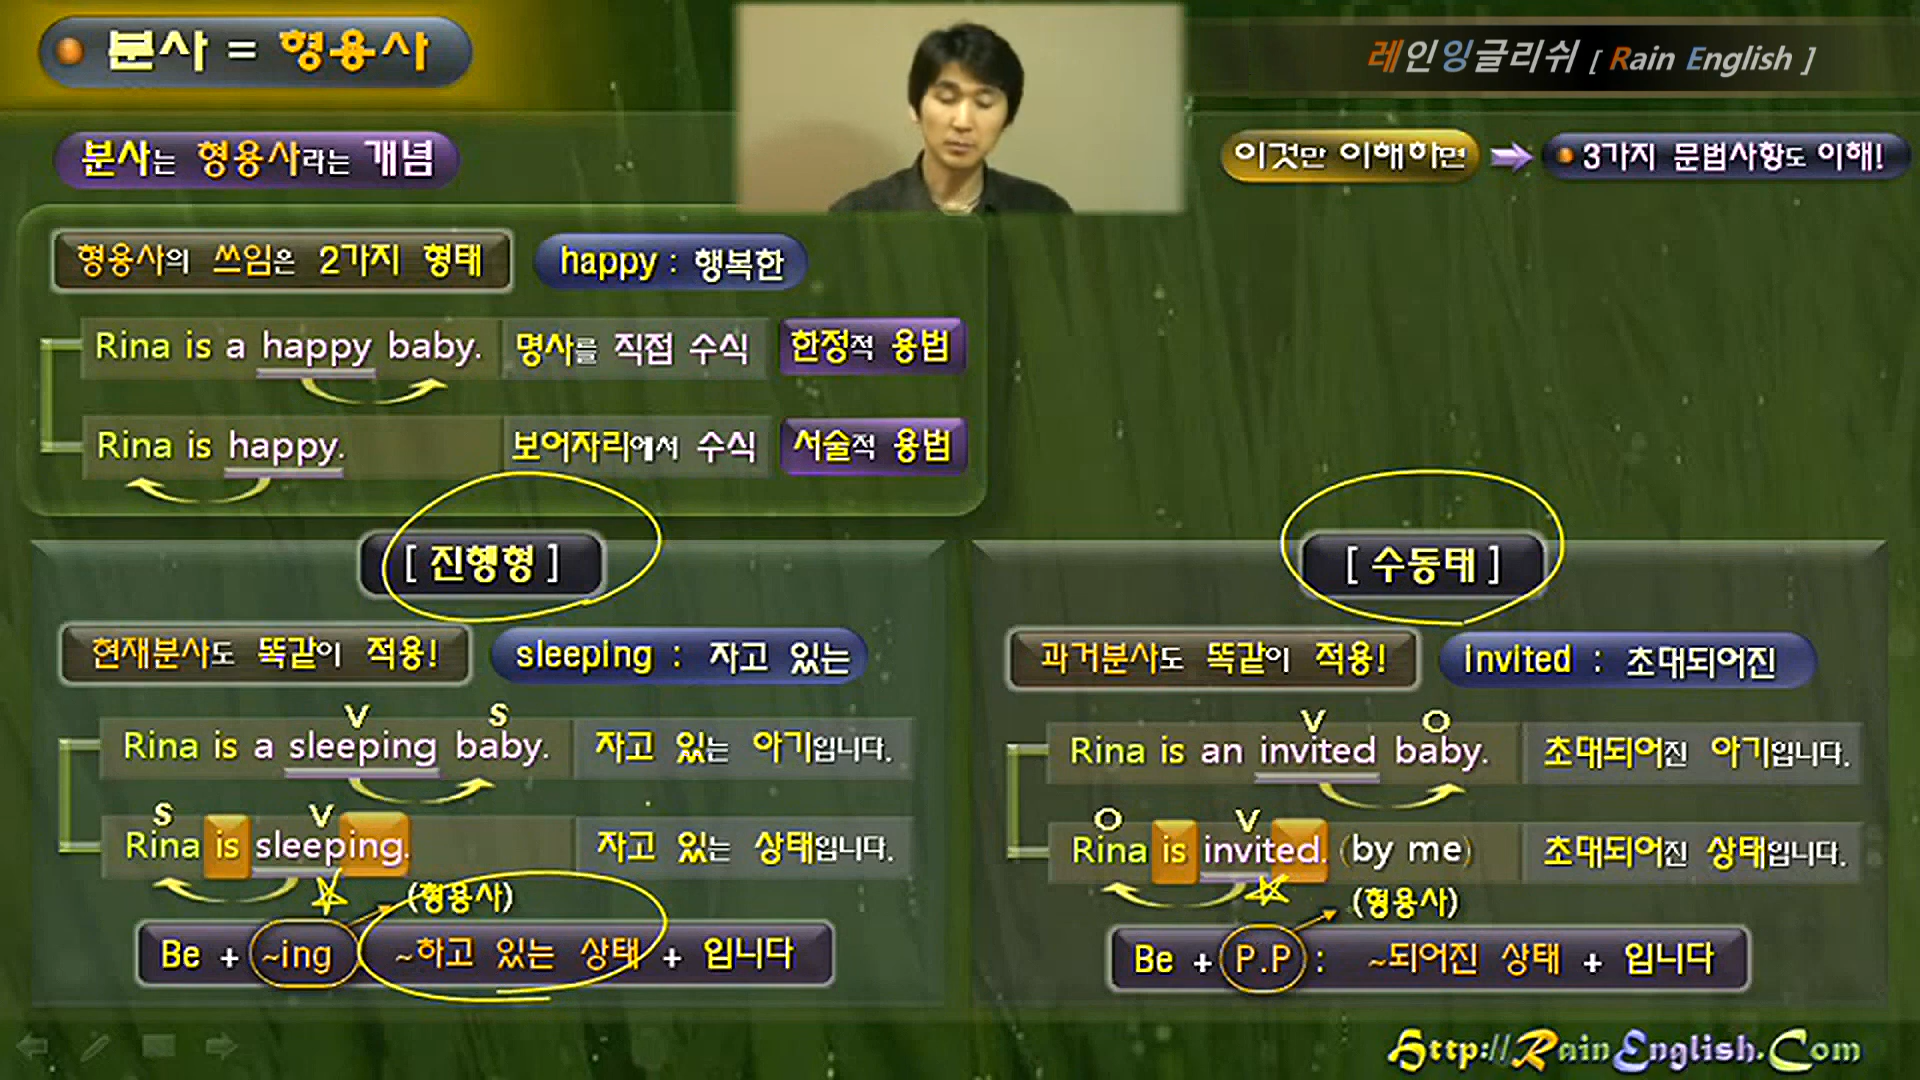 분사 = 형용사
레인잉글리쉬 [ Rain English ]
분사는 형용사라는 개념
이것만 이해하면
3가지 문법사항도 이해!
형용사의 쓰임은 2가지 형태
happy : 행복한
Rina is a happy baby.
명사를 직접 수식
한정적 용법
Rina is happy.
보어자리에서 수식
서술적 용법
[ 진행형 ]
현재분사도 똑같이 적용!
sleeping : 자고 있는
V S
Rina is a sleeping baby.
자고 있는 아기입니다.
S V
Rina is sleeping.
자고 있는 상태입니다.
(형용사)
Be + ~ing ~하고 있는 상태 + 입니다
[ 수동태 ]
과거분사도 똑같이 적용!
invited : 초대되어진
V O
Rina is an invited baby.
초대되어진 아기입니다.
O V
Rina is invited. (by me)
초대되어진 상태입니다.
(형용사)
Be + P.P : ~되어진 상태 + 입니다
Http://RainEnglish.Com